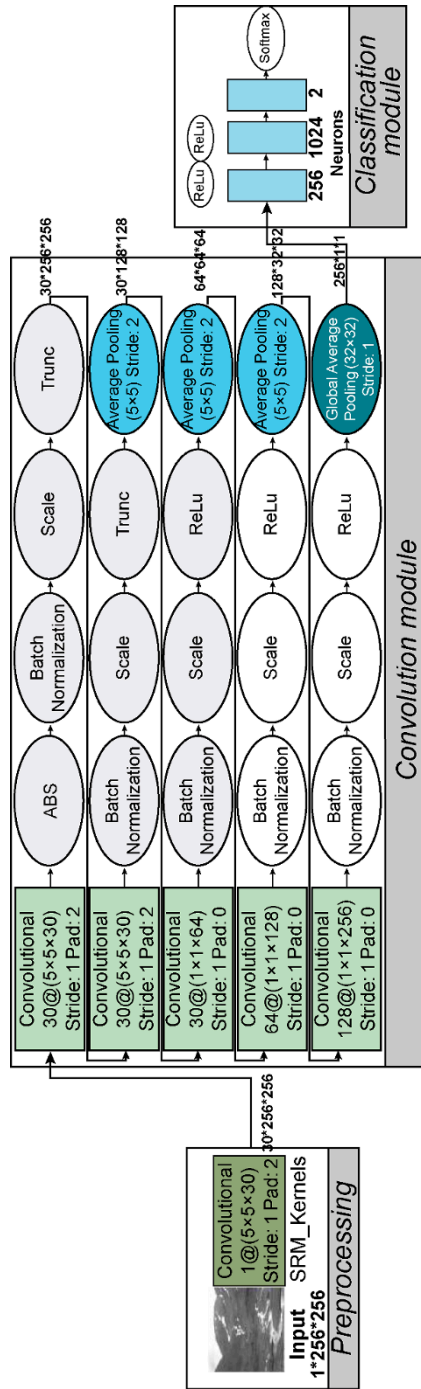 Input
1*256*256
Convolutional
1@(5×5×30)
Stride: 1 Pad: 2
SRM_Kernels
Preprocessing
30*256*256
Convolutional
30@(5×5×30)
Stride: 1 Pad: 2
ABS
Batch
Normalization
Scale
Trunc
30*256*256
Convolutional
30@(5×5×30)
Stride: 1 Pad: 2
Batch
Normalization
Scale
Trunc
Average Pooling
(5×5) Stride: 2
30*128*128
Convolutional
30@(1×1×64)
Stride: 1 Pad: 0
Batch
Normalization
Scale
ReLu
Average Pooling
(5×5) Stride: 2
64*64*64
Convolutional
64@(1×1×128)
Stride: 1 Pad: 0
Batch
Normalization
Scale
ReLu
Average Pooling
(5×5) Stride: 2
128*32*32
Convolutional
128@(1×1×256)
Stride: 1 Pad: 0
Batch
Normalization
Scale
ReLu
Global Average
Pooling (32×32)
Stride: 1
256*1*1
Convolution module
ReLu
ReLu
Softmax
256
1024
2
Neurons
Classification
module